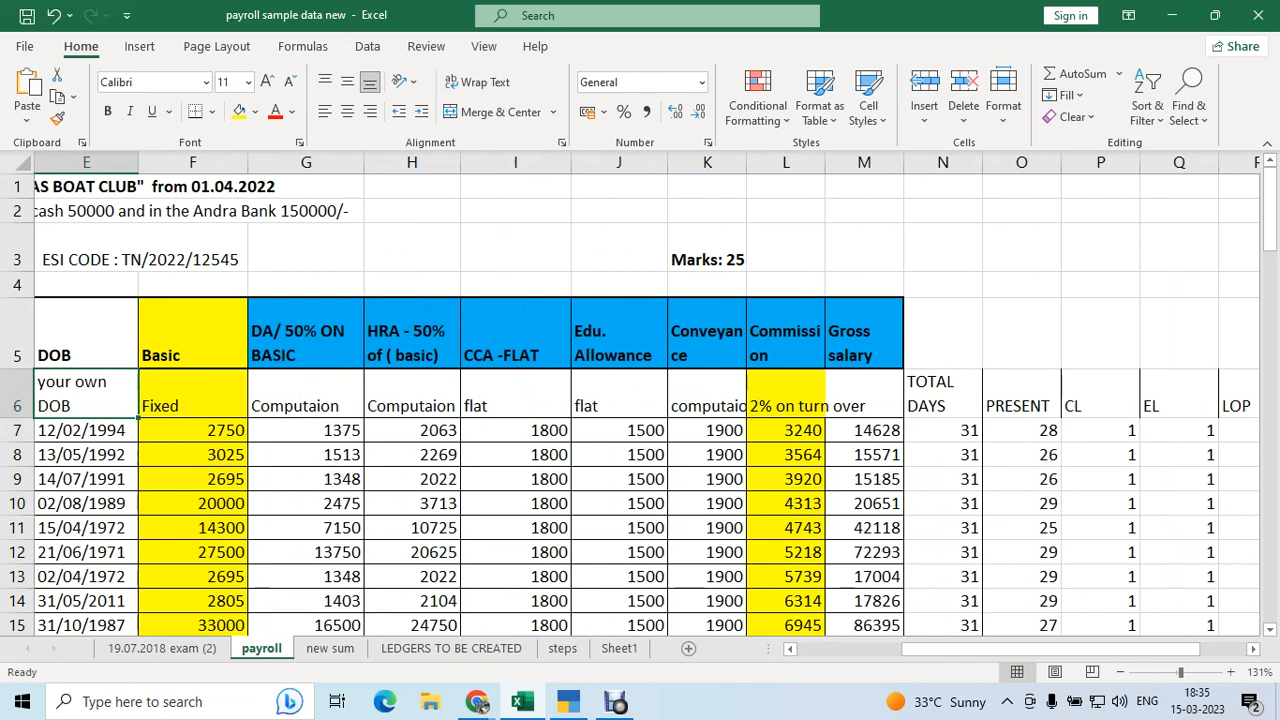 payroll sample data new - Excel
Search
Sign in
File Home Insert Page Layout Formulas Data Review View Help
Share
Paste
Calibri 11
B I U
Wrap Text
Merge & Center
General
Conditional Formatting
Format as Table
Cell Styles
Insert
Delete
Format
AutoSum
Fill
Clear
Sort & Filter
Find & Select
Clipboard Font Alignment Number Styles Cells Editing
E F G H I J K L M N O P Q
1 AS BOAT CLUB" from 01.04.2022
2 cash 50000 and in the Andra Bank 150000/-
3 ESI CODE : TN/2022/12545 Marks: 25
4
5 DOB Basic DA/ 50% ON BASIC HRA - 50% of ( basic) CCA -FLAT Edu. Allowance Conveyance Commission Gross salary
6 your own DOB Fixed Computaion Computaion flat flat computaio 2% on turn over TOTAL DAYS PRESENT CL EL LOP
7 12/02/1994 2750 1375 2063 1800 1500 1900 3240 14628 31 28 1 1
8 13/05/1992 3025 1513 2269 1800 1500 1900 3564 15571 31 26 1 1
9 14/07/1991 2695 1348 2022 1800 1500 1900 3920 15185 31 26 1 1
10 02/08/1989 20000 2475 3713 1800 1500 1900 4313 20651 31 29 1 1
11 15/04/1972 14300 7150 10725 1800 1500 1900 4743 42118 31 25 1 1
12 21/06/1971 27500 13750 20625 1800 1500 1900 5218 72293 31 29 1 1
13 02/04/1972 2695 1348 2022 1800 1500 1900 5739 17004 31 29 1 1
14 31/05/2011 2805 1403 2104 1800 1500 1900 6314 17826 31 29 1 1
15 31/10/1987 33000 16500 24750 1800 1500 1900 6945 86395 31 27 1 1
19.07.2018 exam (2) payroll new sum LEDGERS TO BE CREATED steps Sheet1
Ready
131%
Type here to search
33°C Sunny
18:35
15-03-2023
2